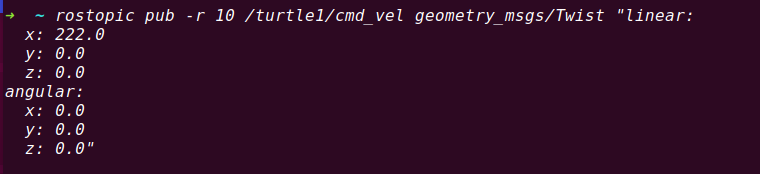 ➜  ~ rostopic pub -r 10 /turtle1/cmd_vel geometry_msgs/Twist "linear:
  x: 222.0
  y: 0.0
  z: 0.0
angular:
  x: 0.0
  y: 0.0
  z: 0.0"